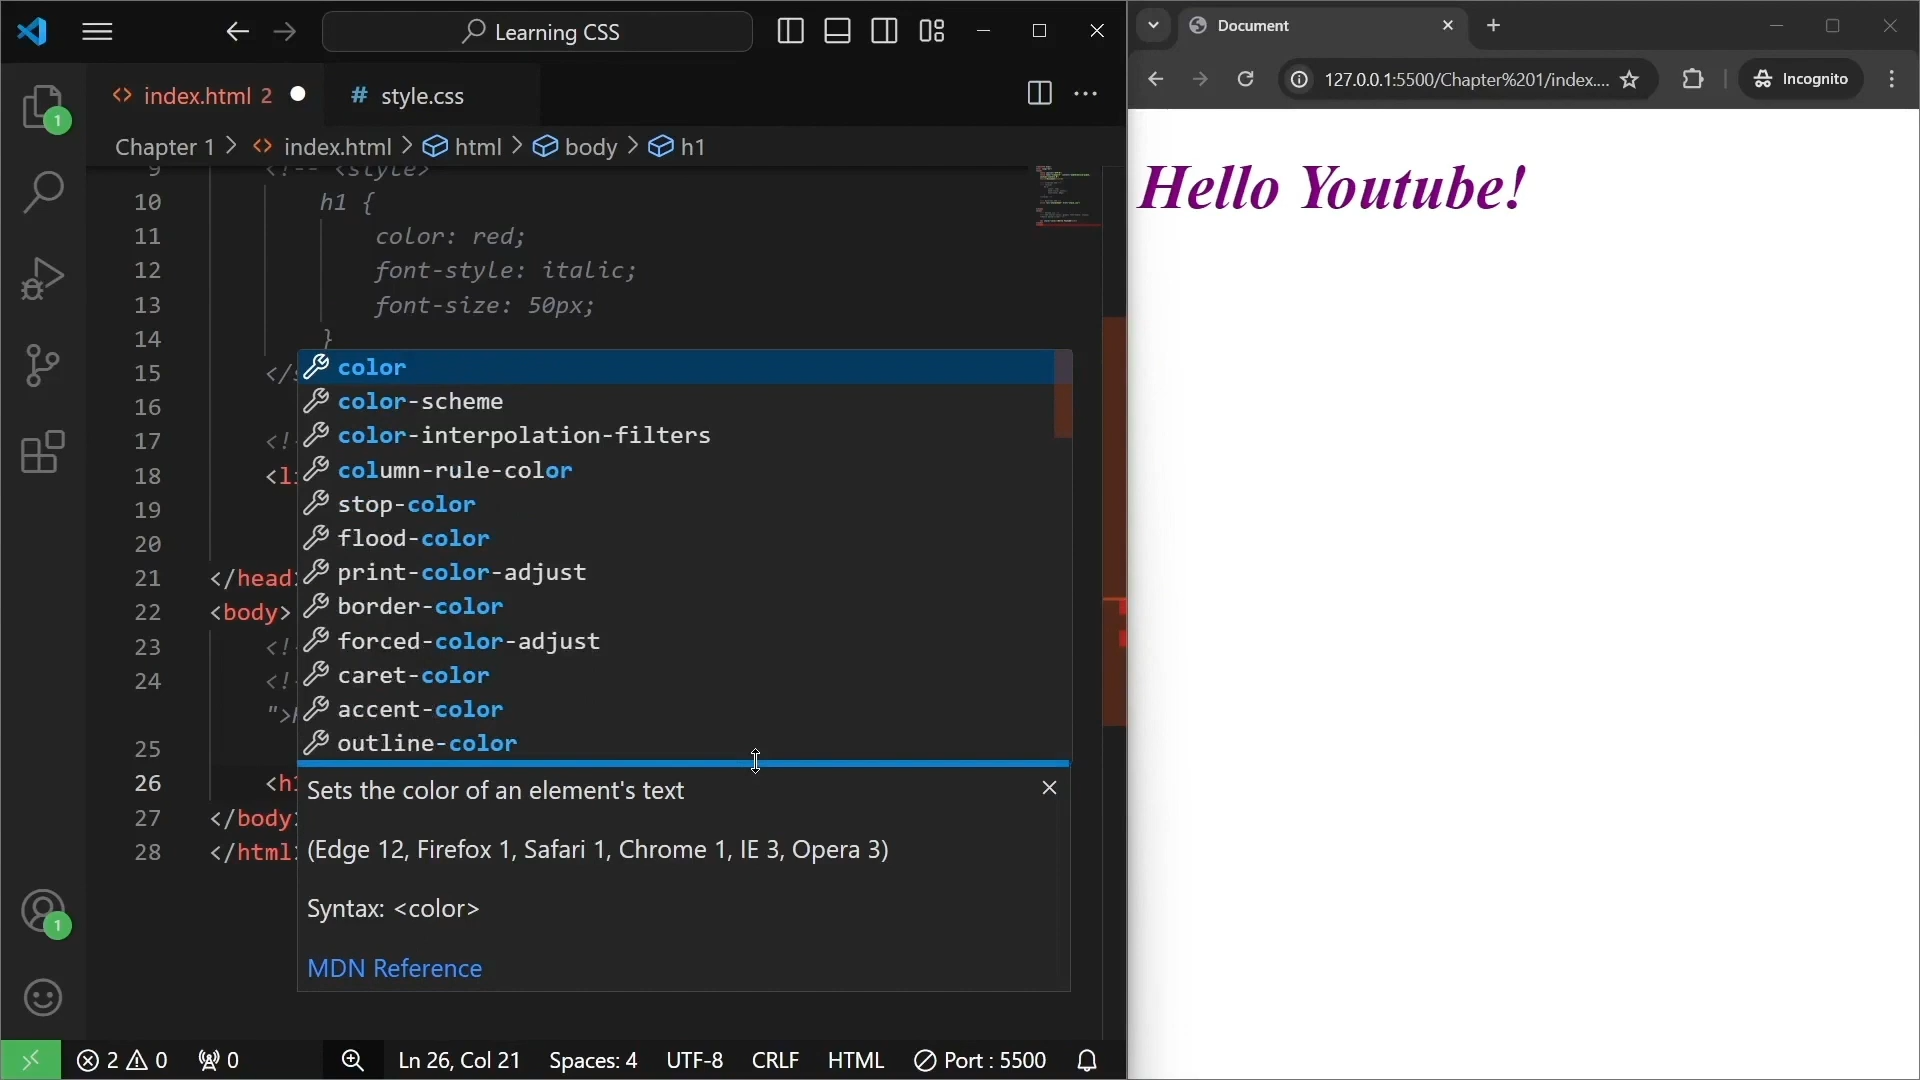 Learning CSS
index.html 2
# style.css
Chapter 1 > <> index.html > html > body > h1
9 <!-- <style>
10 h1 {
11 color: red;
12 font-style: italic;
13 font-size: 50px;
14 }
15 </s
16
17 <!-
18 <li
19
20
21 </head>
22 <body>
23 <!-
24 <!-
">H
25
26 <h1
27 </body>
28 </html>
color
color-scheme
color-interpolation-filters
column-rule-color
stop-color
flood-color
print-color-adjust
border-color
forced-color-adjust
caret-color
accent-color
outline-color
Sets the color of an element's text
(Edge 12, Firefox 1, Safari 1, Chrome 1, IE 3, Opera 3)
Syntax: <color>
MDN Reference
1
1
2 0 0 Ln 26, Col 21 Spaces: 4 UTF-8 CRLF HTML Port : 5500
Document
127.0.0.1:5500/Chapter%201/index....
Incognito
Hello Youtube!